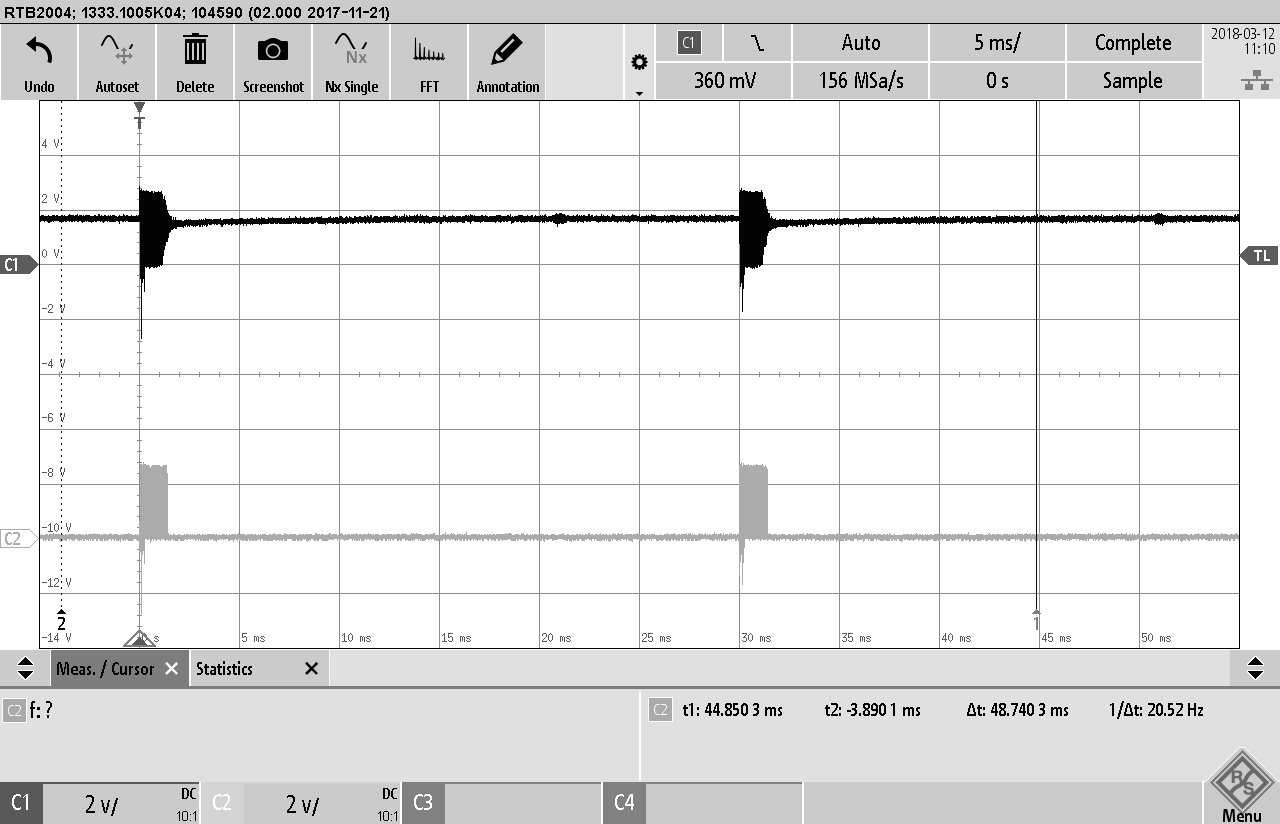 RTB2004; 1333.1005K04; 104590 (02.000 2017-11-21)
Undo Autoset Delete Screenshot Nx Single FFT Annotation
Nx
C1 Auto 5 ms/ Complete
360 mV 156 MSa/s 0 s Sample
2018-03-12
11:10
T
4 V
2 V
0 V
C1
TL
-2 V
-4 V
-6 V
-8 V
-10 V
C2
-12 V
2
1
-14 V s 5 ms 10 ms 15 ms 20 ms 25 ms 30 ms 35 ms 40 ms 45 ms 50 ms
Meas. / Cursor Statistics
C2 f: ?
C2 t1: 44.850 3 ms t2: -3.890 1 ms Δt: 48.740 3 ms 1/Δt: 20.52 Hz
C1 2 V/ DC 10:1
C2 2 V/ DC 10:1
C3
C4
R S
Menu